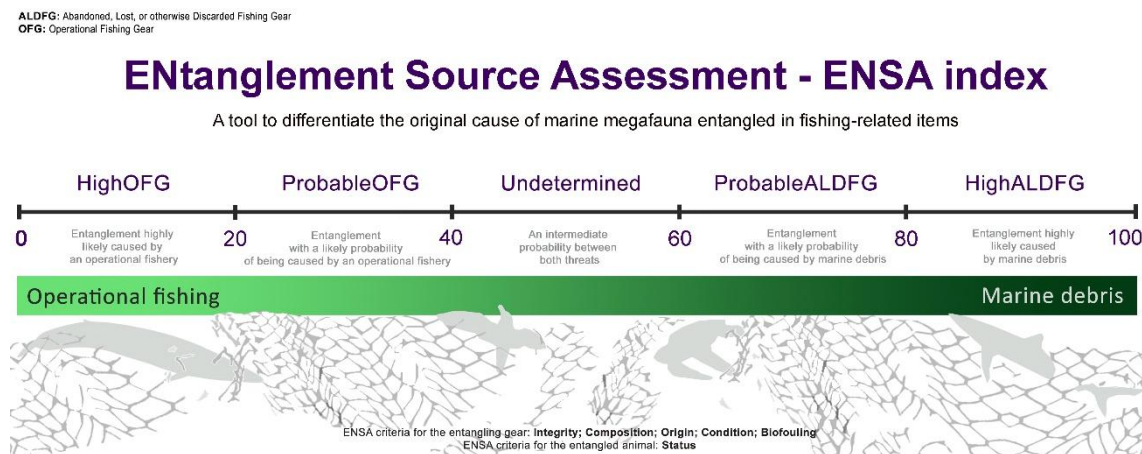 ALDFG: Abandoned, Lost, or otherwise Discarded Fishing Gear
OFG: Operational Fishing Gear
ENtanglement Source Assessment - ENSA index
A tool to differentiate the original cause of marine megafauna entangled in fishing-related items
HighOFG ProbableOFG Undetermined ProbableALDFG HighALDFG
0 20 40 60 80 100
Entanglement highly
likely caused by
an operational fishery
Entanglement
with a likely probability
of being caused by an operational fishery
An intermediate
probability between
both threats
Entanglement
with a likely probability
of being caused by marine debris
Entanglement highly
likely caused
by marine debris
Operational fishing Marine debris
ENSA criteria for the entangling gear: Integrity; Composition; Origin; Condition; Biofouling
ENSA criteria for the entangled animal: Status